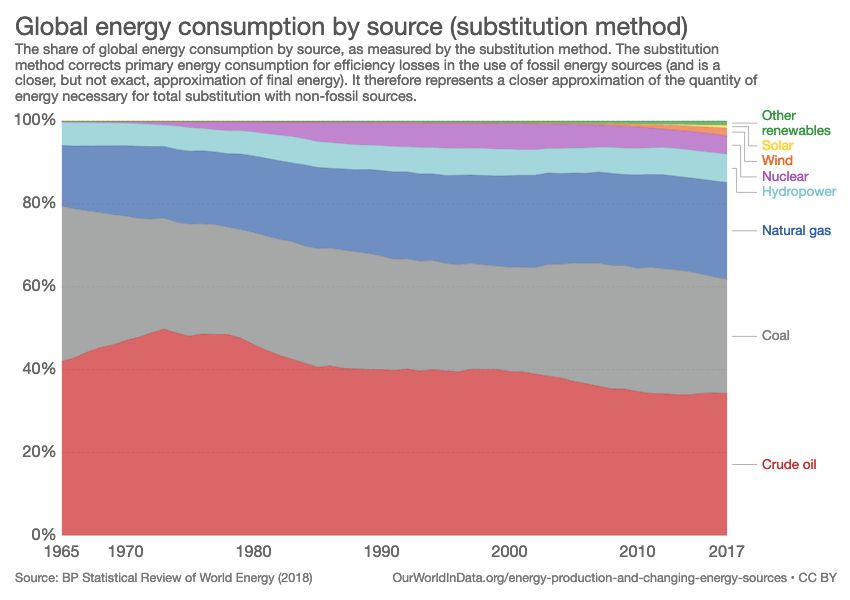 Global energy consumption by source (substitution method)
The share of global energy consumption by source, as measured by the substitution method. The substitution
method corrects primary energy consumption for efficiency losses in the use of fossil energy sources (and is a
closer, but not exact, approximation of final energy). It therefore represents a closer approximation of the quantity of
energy necessary for total substitution with non-fossil sources.
100%
80%
60%
40%
20%
0%
1965 1970 1980 1990 2000 2010 2017
Other
renewables
Solar
Wind
Nuclear
Hydropower
Natural gas
Coal
Crude oil
Source: BP Statistical Review of World Energy (2018)
OurWorldInData.org/energy-production-and-changing-energy-sources • CC BY